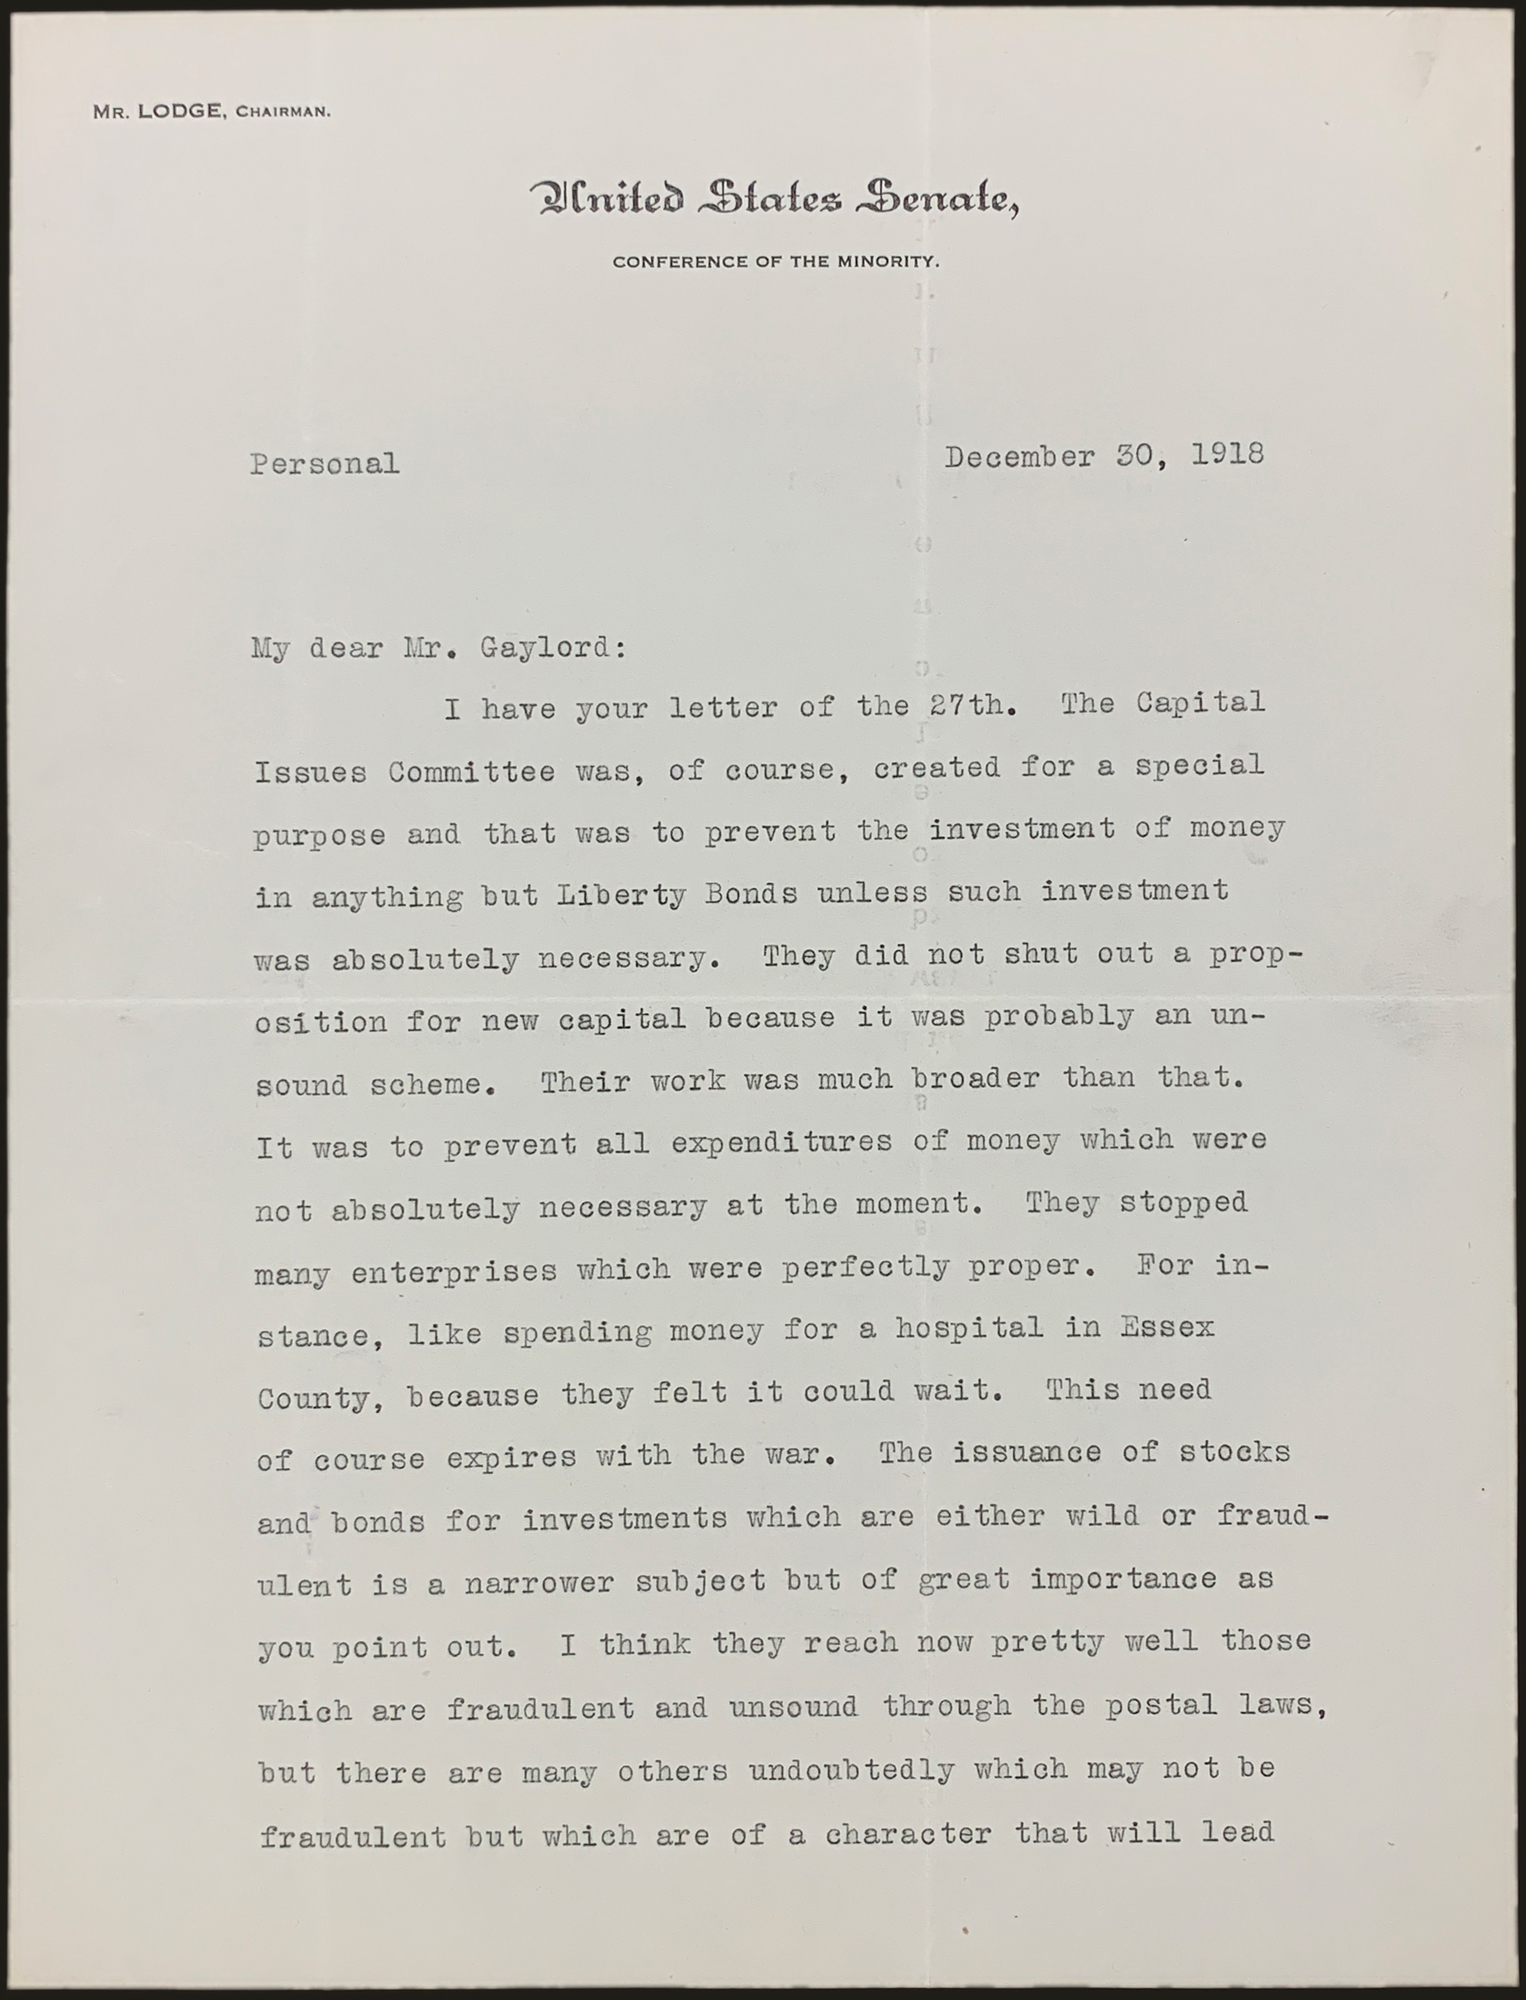 Mr. LODGE, Chairman.
United States Senate,
CONFERENCE OF THE MINORITY.
Personal
December 30, 1918
My dear Mr. Gaylord:
I have your letter of the 27th. The Capital
Issues Committee was, of course, created for a special
purpose and that was to prevent the investment of money
in anything but Liberty Bonds unless such investment
was absolutely necessary. They did not shut out a prop-
osition for new capital because it was probably an un-
sound scheme. Their work was much broader than that.
It was to prevent all expenditures of money which were
not absolutely necessary at the moment. They stopped
many enterprises which were perfectly proper. For in-
stance, like spending money for a hospital in Essex
County, because they felt it could wait. This need
of course expires with the war. The issuance of stocks
and bonds for investments which are either wild or fraud-
ulent is a narrower subject but of great importance as
you point out. I think they reach now pretty well those
which are fraudulent and unsound through the postal laws,
but there are many others undoubtedly which may not be
fraudulent but which are of a character that will lead